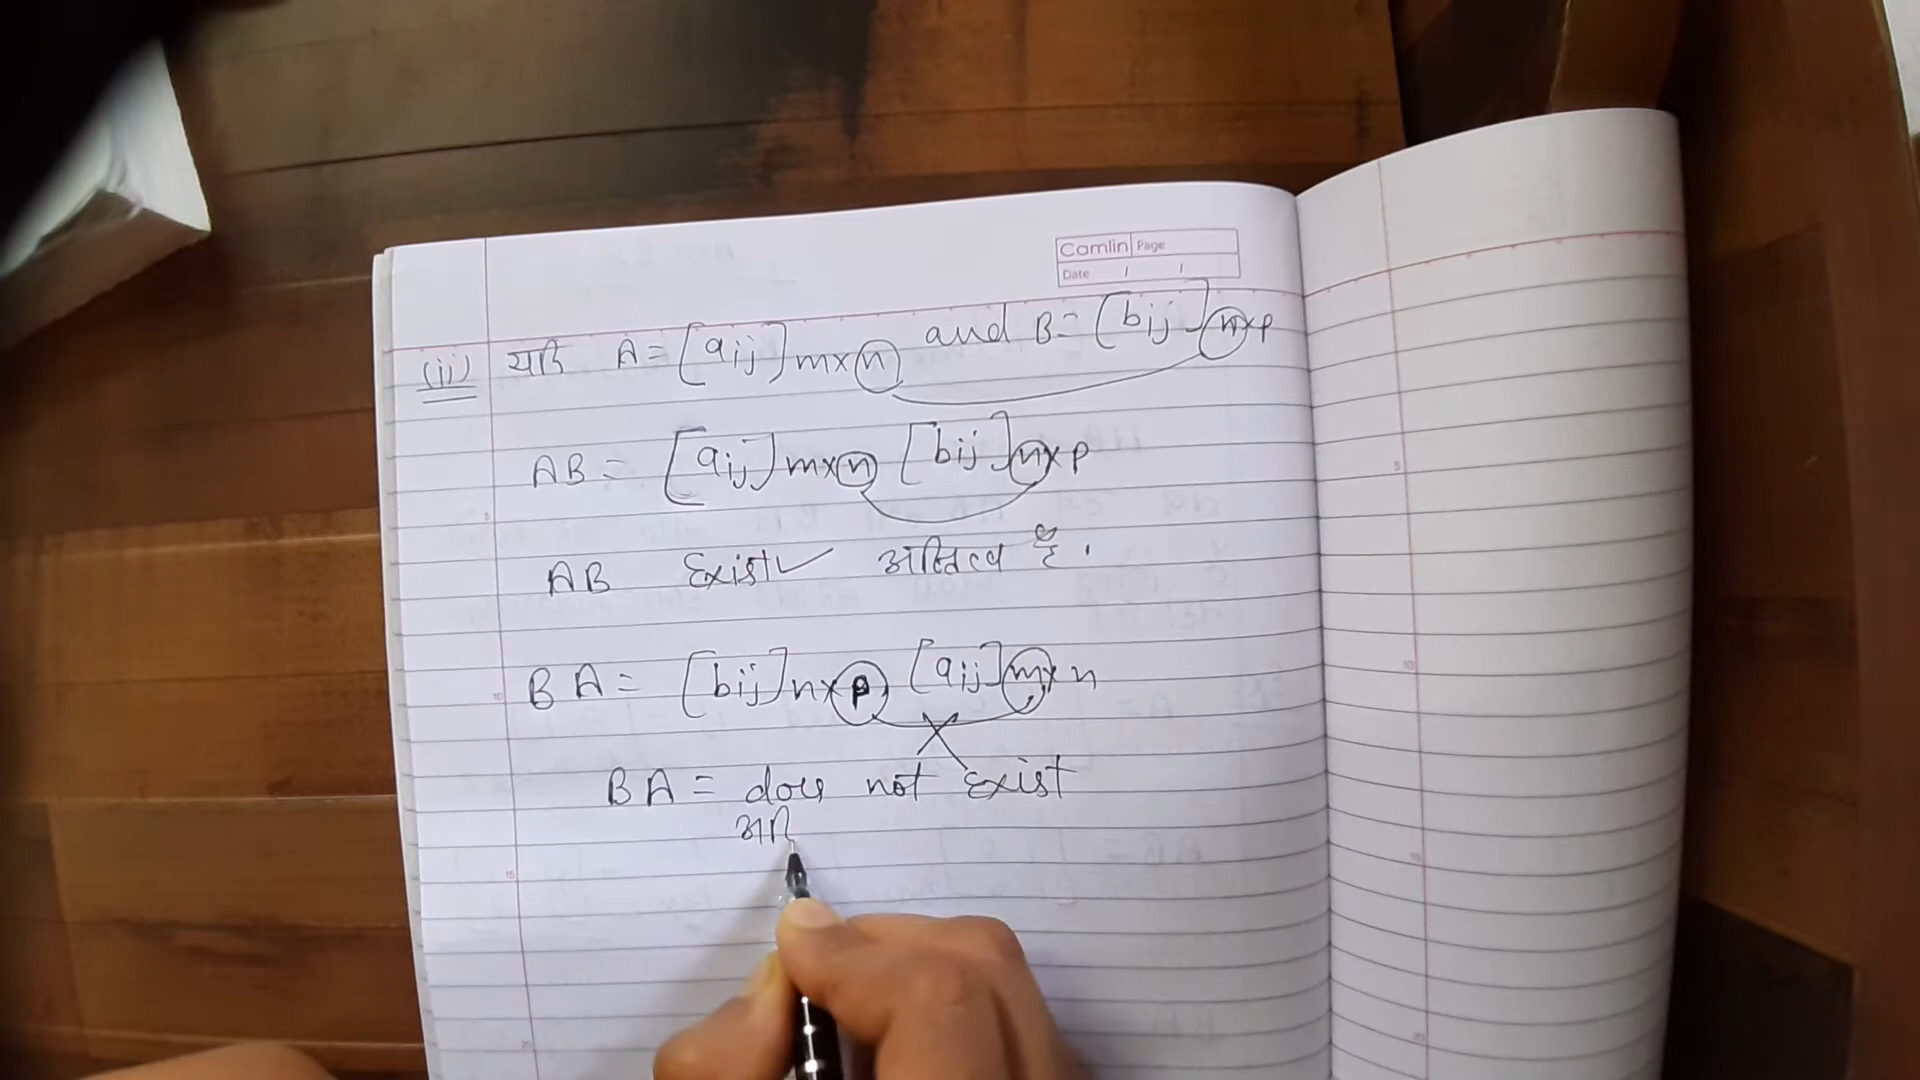 Camlin Page
Date / /
(ii) यदि A = [aij] m×n and B = [bij] n×p
AB = [aij] m×n [bij] n×p
AB Exist ✓ अस्तित्व है.
BA = [bij] n×p [aij] m×n
BA = does not Exist